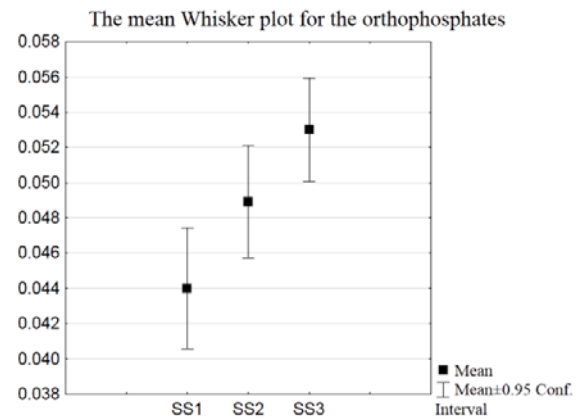 The mean Whisker plot for the orthophosphates
0.058
0.056
0.054
0.052
0.050
0.048
0.046
0.044
0.042
0.040
0.038
SS1 SS2 SS3
Mean
Mean±0.95 Conf.
Interval